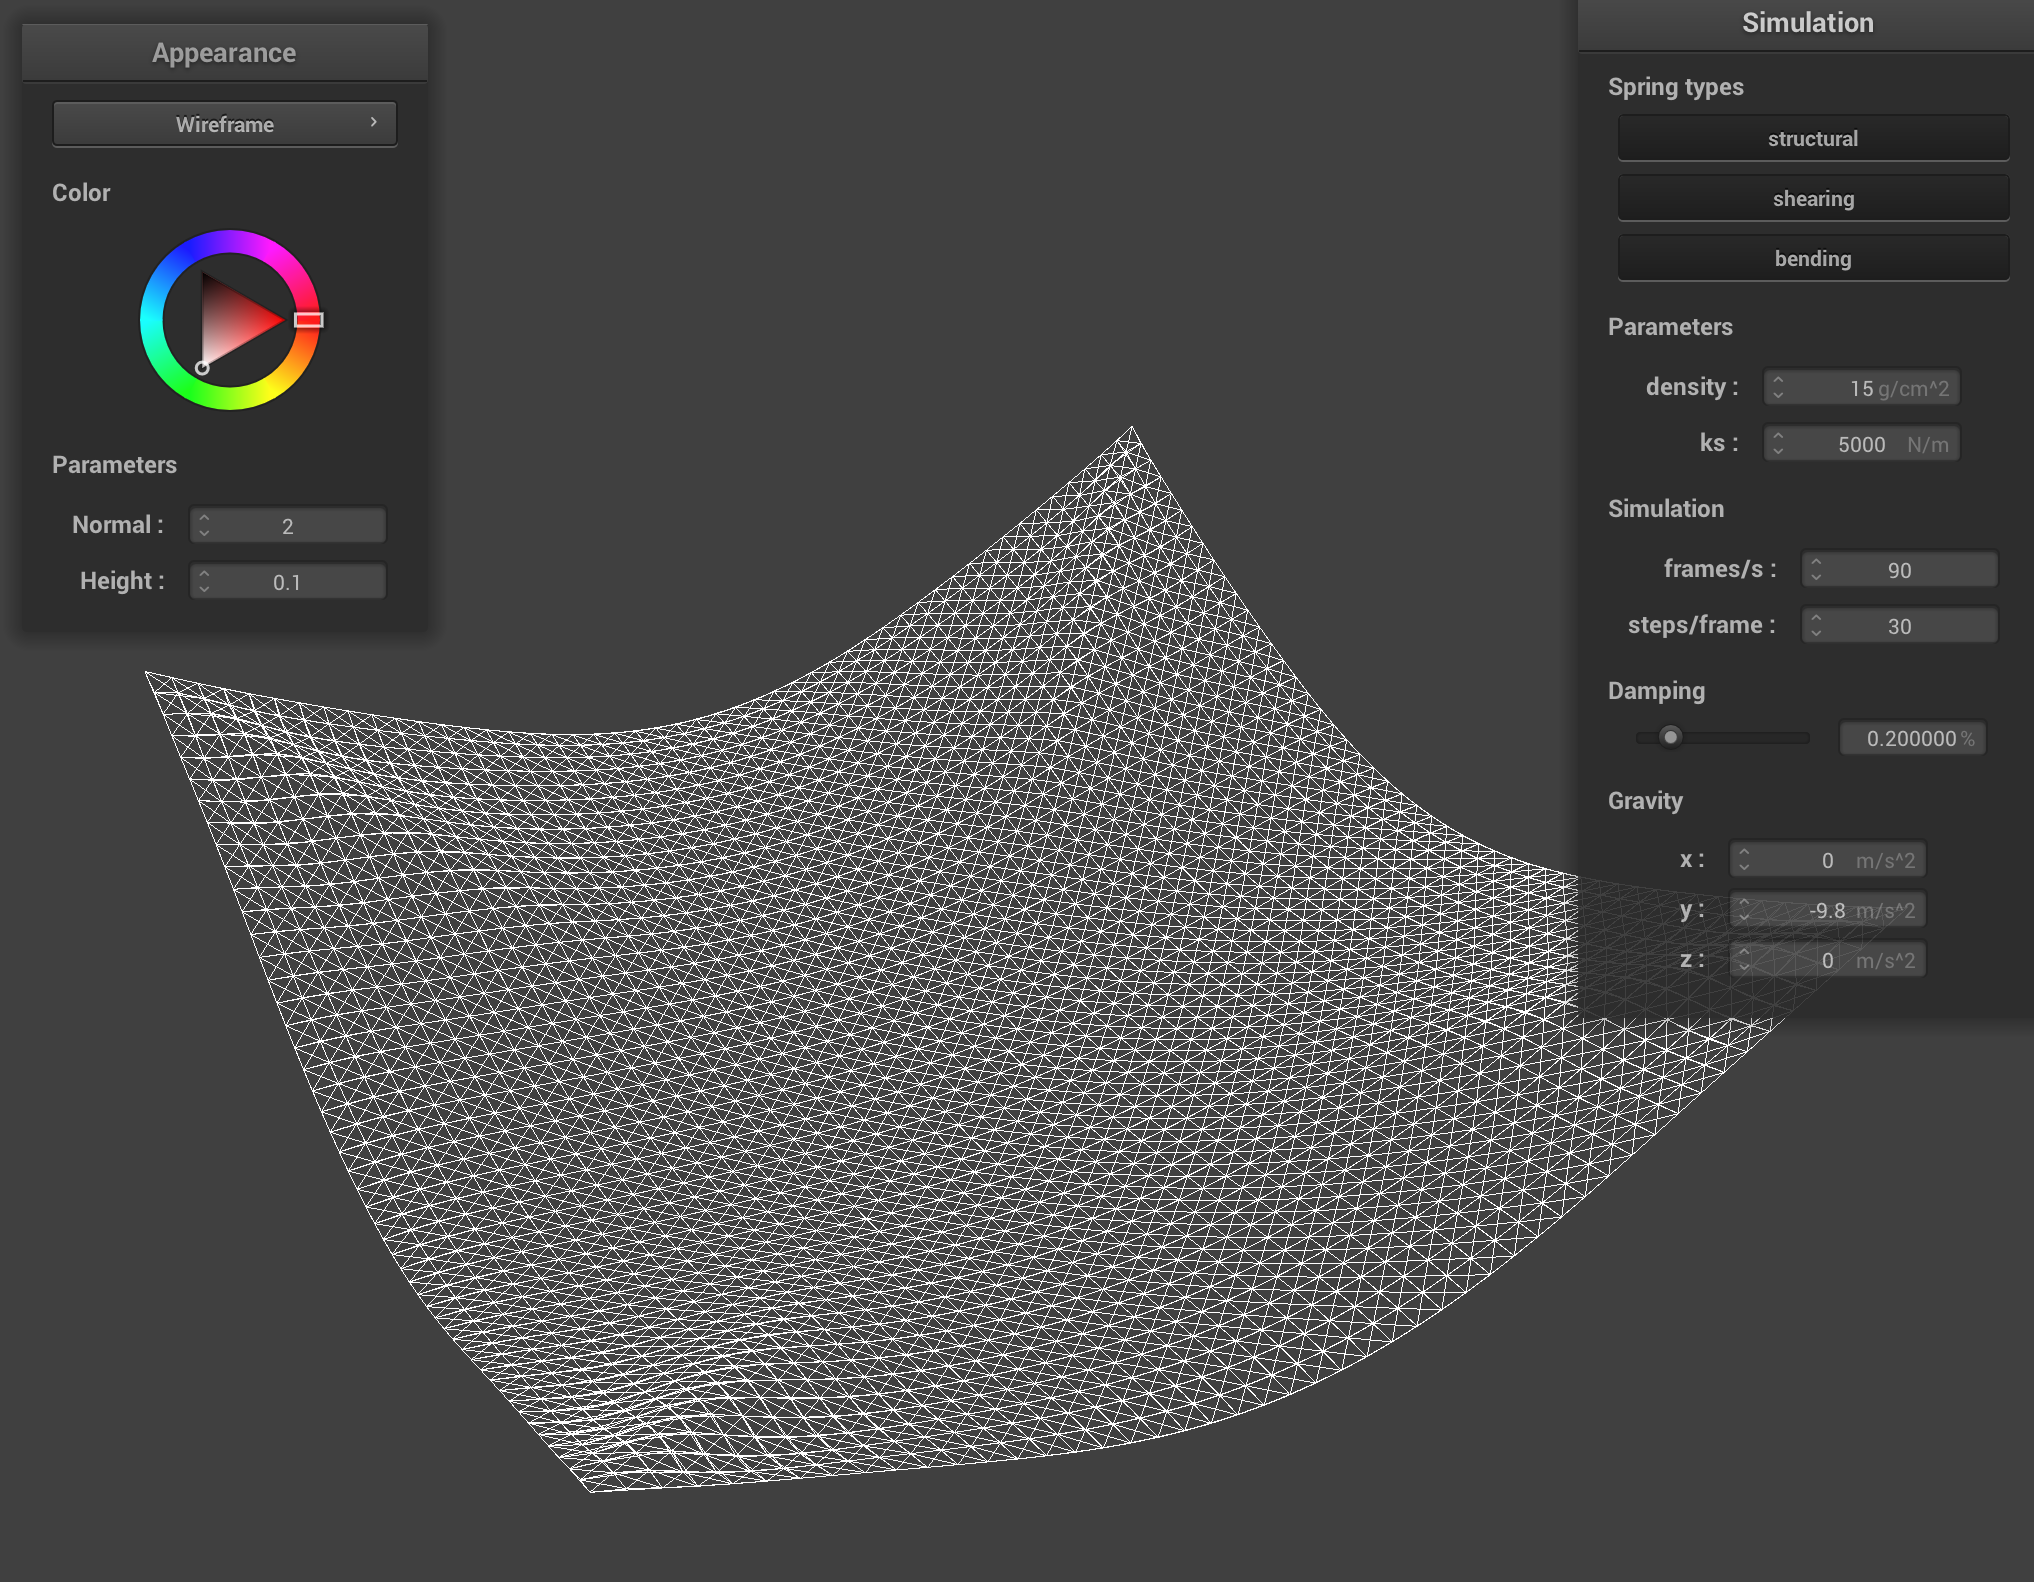 Appearance
Wireframe ›
Color
Parameters
Normal : 2
Height : 0.1
Simulation
Spring types
structural
shearing
bending
Parameters
density : 15 g/cm^2
ks : 5000 N/m
Simulation
frames/s : 90
steps/frame : 30
Damping
0.200000 %
Gravity
x : 0 m/s^2
y : -9.8 m/s^2
z : 0 m/s^2